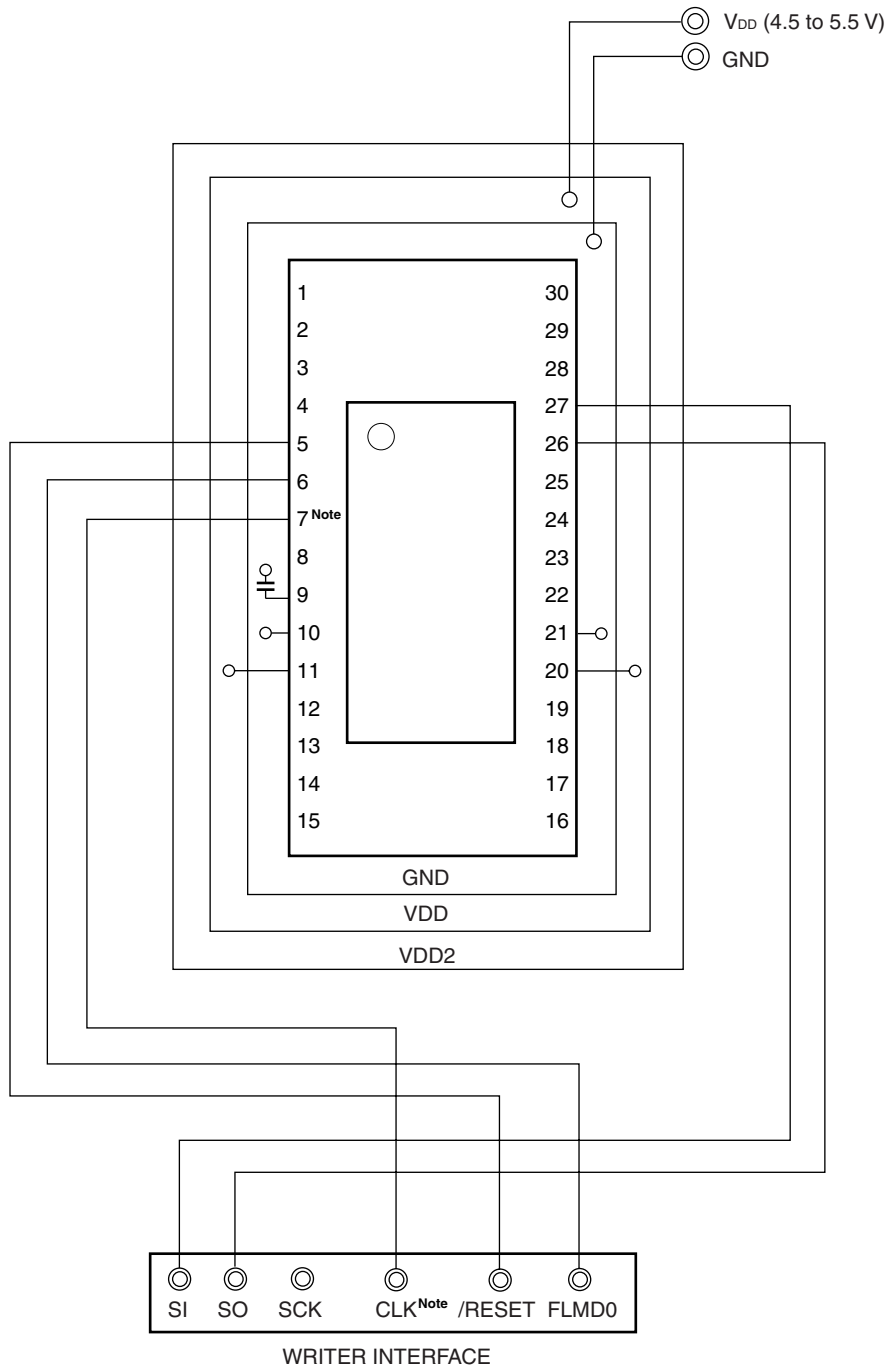 VDD (4.5 to 5.5 V)
GND
1 30
2 29
3 28
4 27
5 26
6 25
7 Note 24
8 23
9 22
10 21
11 20
12 19
13 18
14 17
15 16
GND
VDD
VDD2
SI SO SCK CLK Note /RESET FLMD0
WRITER INTERFACE